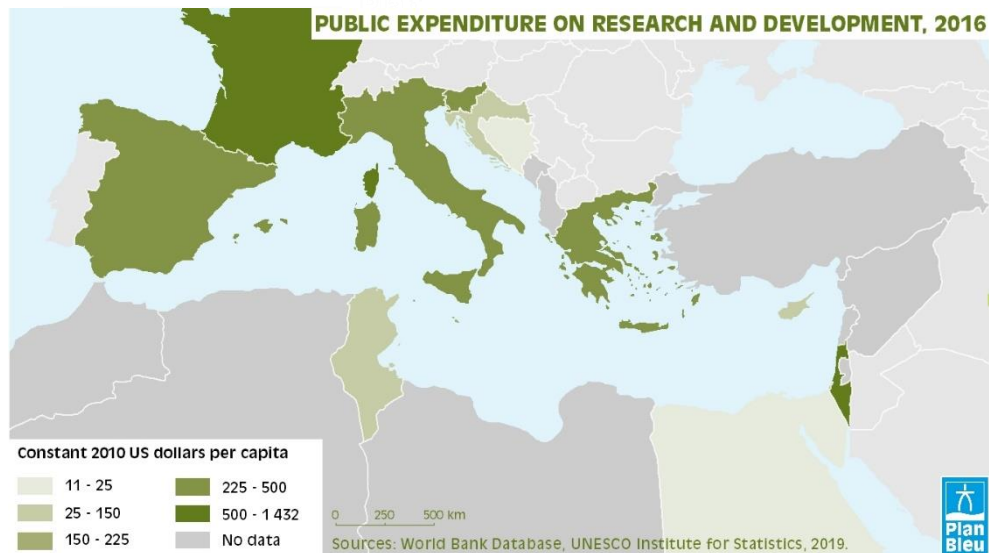 PUBLIC EXPENDITURE ON RESEARCH AND DEVELOPMENT, 2016
Constant 2010 US dollars per capita
11 - 25
25 - 150
150 - 225
225 - 500
500 - 1 432
No data
0 250 500 km
Sources: World Bank Database, UNESCO Institute for Statistics, 2019.
Plan
Bleu